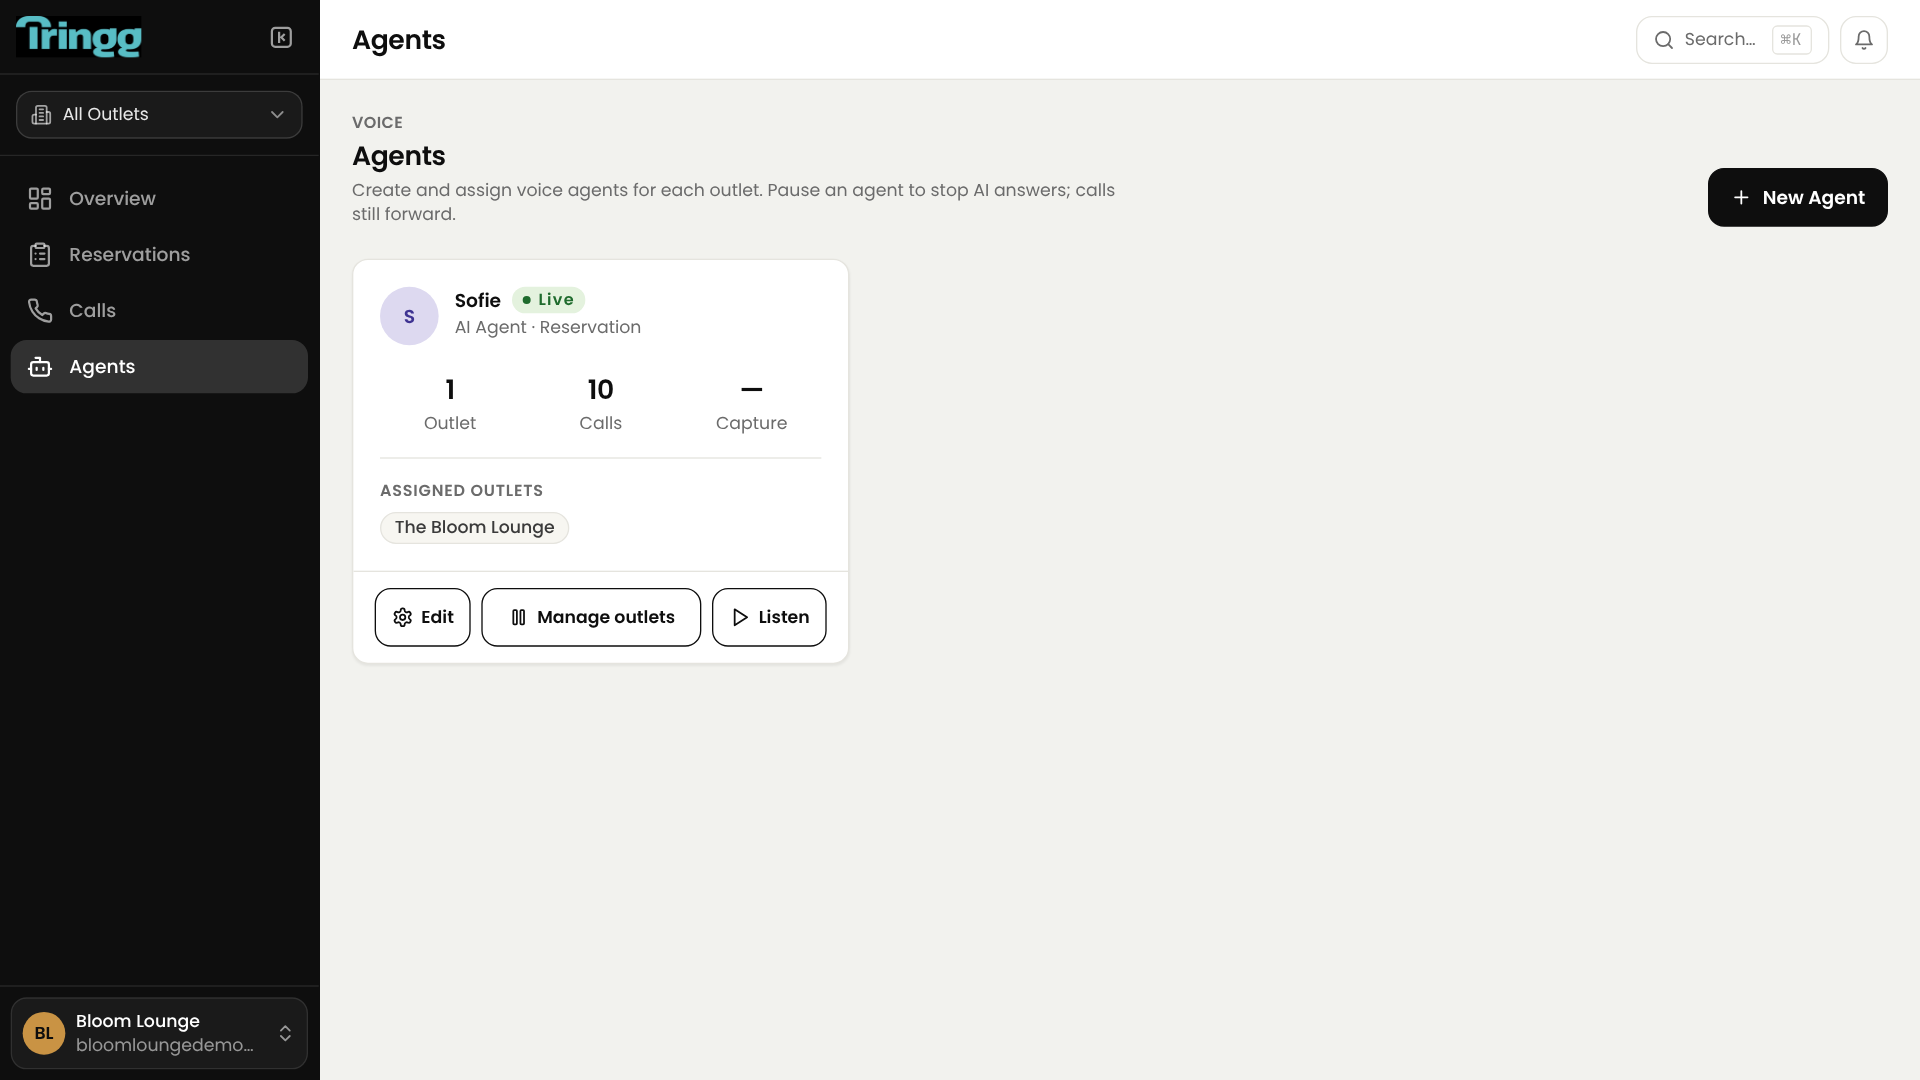 Tringg
All Outlets
Overview
Reservations
Calls
Agents
BL
Bloom Lounge
bloomloungedemo...
Agents
Search...
⌘K
VOICE
Agents
Create and assign voice agents for each outlet. Pause an agent to stop AI answers; calls
still forward.
+ New Agent
S
Sofie
Live
AI Agent · Reservation
1
Outlet
10
Calls
—
Capture
ASSIGNED OUTLETS
The Bloom Lounge
Edit
Manage outlets
Listen